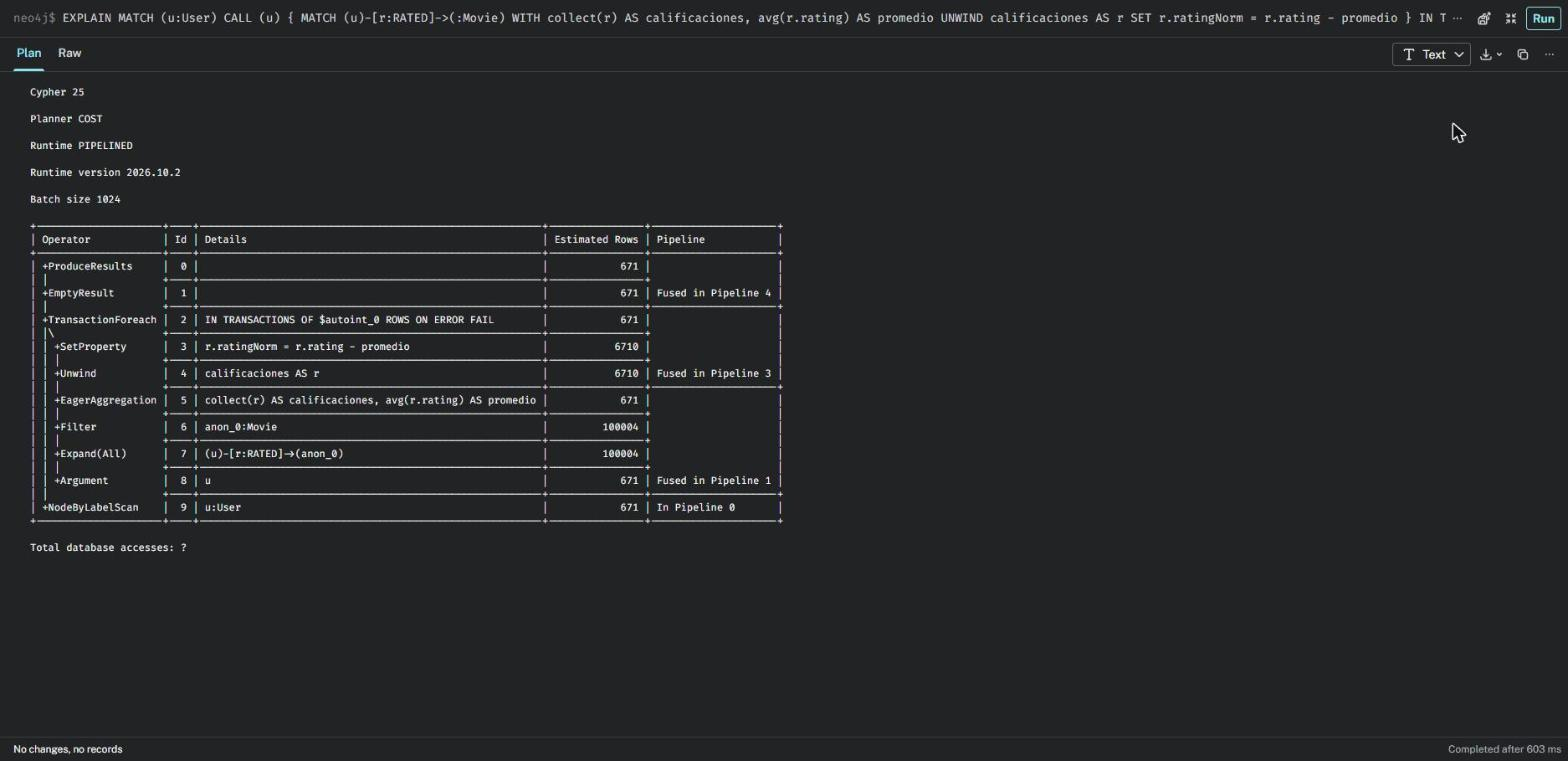 neo4j$ EXPLAIN MATCH (u:User) CALL (u) { MATCH (u)-[r:RATED]->(:Movie) WITH collect(r) AS calificaciones, avg(r.rating) AS promedio UNWIND calificaciones AS r SET r.ratingNorm = r.rating - promedio } IN T ··· Run
Plan Raw
Text
Cypher 25
Planner COST
Runtime PIPELINED
Runtime version 2026.10.2
Batch size 1024
| Operator | Id | Details | Estimated Rows | Pipeline |
| +ProduceResults | 0 | | 671 | |
| +EmptyResult | 1 | | 671 | Fused in Pipeline 4 |
| +TransactionForeach | 2 | IN TRANSACTIONS OF $autoint_0 ROWS ON ERROR FAIL | 671 | |
| | +SetProperty | 3 | r.ratingNorm = r.rating - promedio | 6710 | |
| | +Unwind | 4 | calificaciones AS r | 6710 | Fused in Pipeline 3 |
| | +EagerAggregation | 5 | collect(r) AS calificaciones, avg(r.rating) AS promedio | 671 | |
| | +Filter | 6 | anon_0:Movie | 100004 | |
| | +Expand(All) | 7 | (u)-[r:RATED]->(anon_0) | 100004 | |
| | +Argument | 8 | u | 671 | Fused in Pipeline 1 |
| +NodeByLabelScan | 9 | u:User | 671 | In Pipeline 0 |
Total database accesses: ?
No changes, no records
Completed after 603 ms